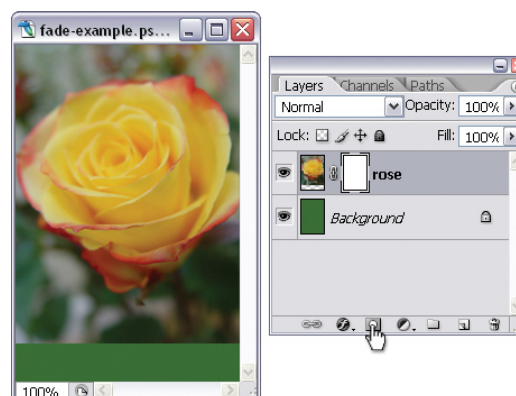 fade-example.ps...
100%
Layers Channels Paths
Normal Opacity: 100%
Lock: Fill: 100%
rose
Background